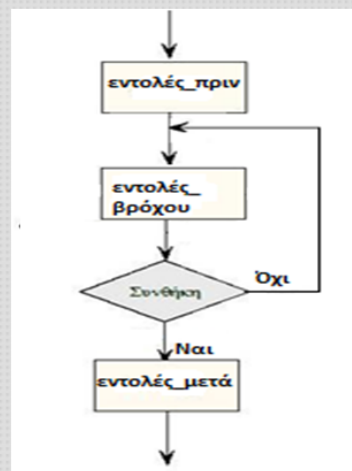 εντολές_πριν
εντολές_
βρόχου
Συνθήκη
Όχι
Ναι
εντολές_μετά